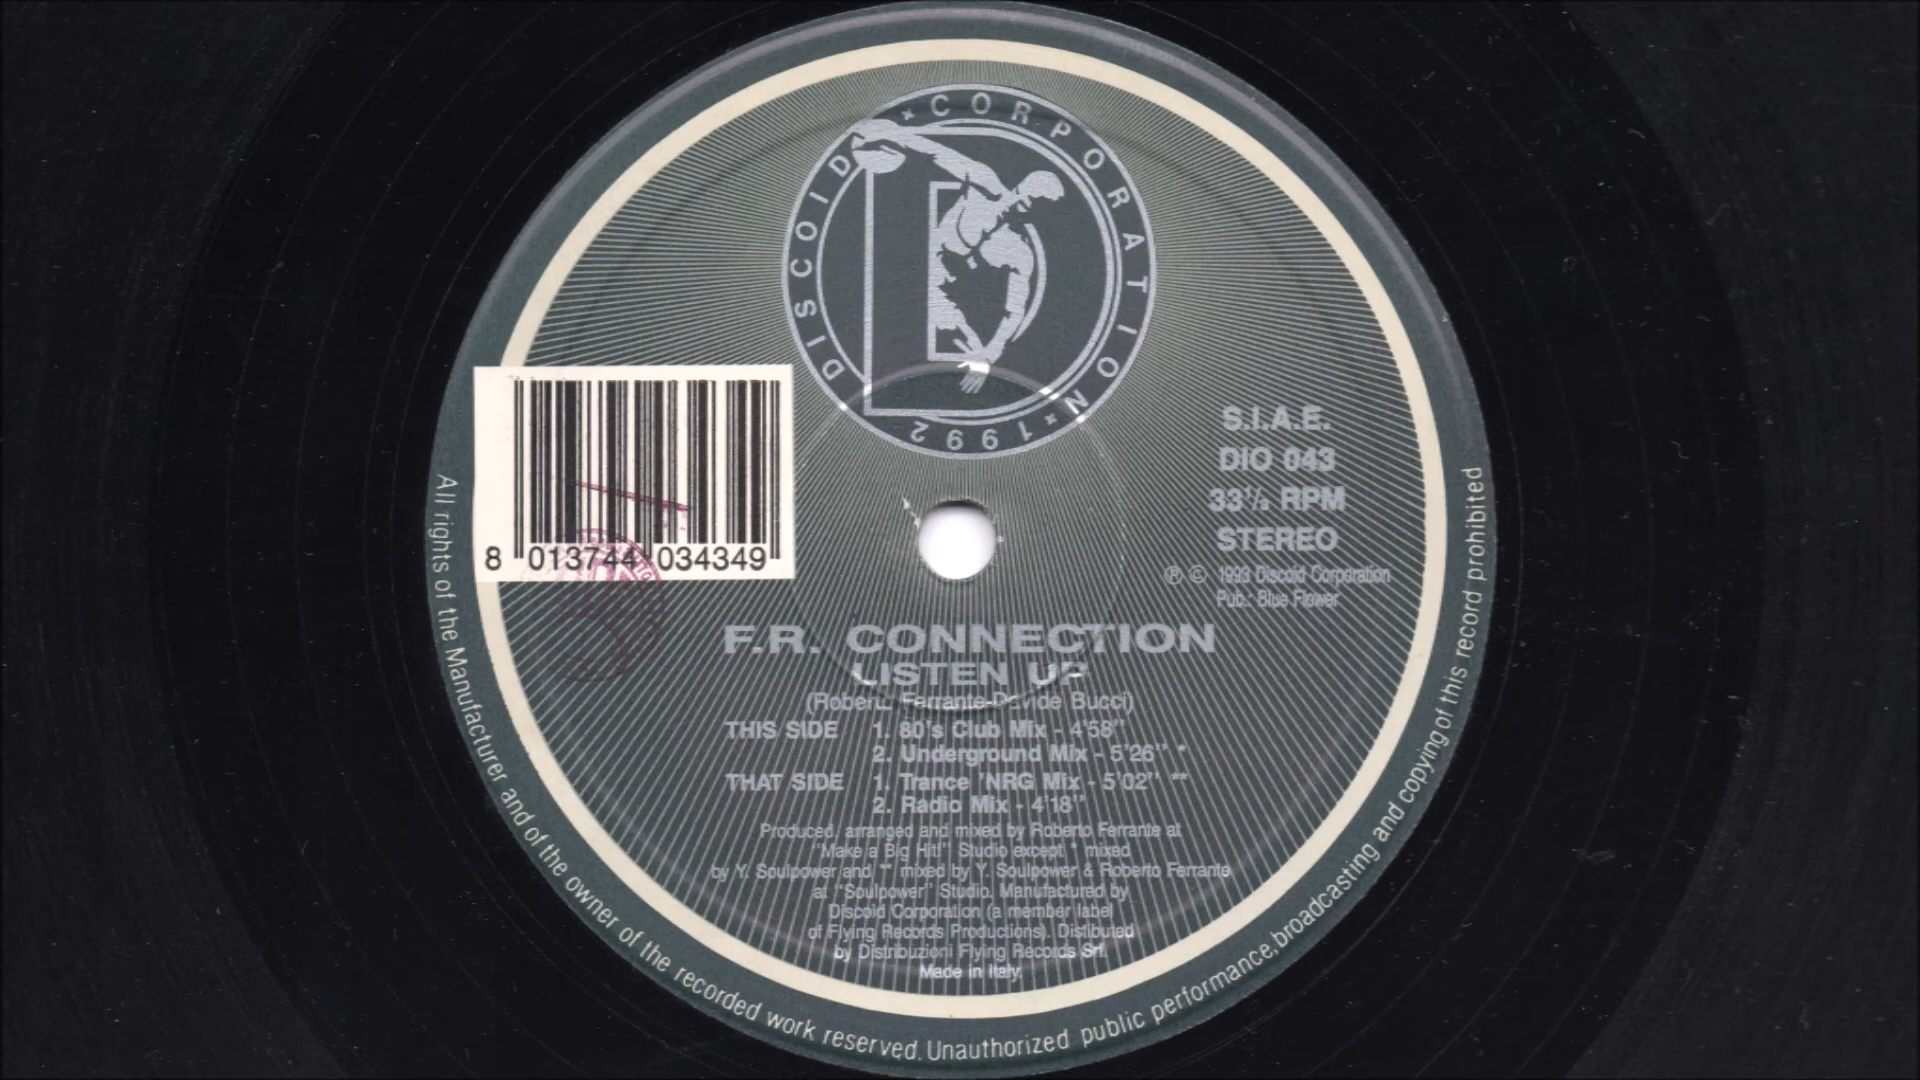 DISCOID * CORPORATION * 1992
8 013744 034349
S.I.A.E.
DIO 043
33⅓ RPM
STEREO
Ⓟ © 1993 Discoid Corporation
Pub.: Blue Flower
F.R. CONNECTION
LISTEN UP
(Roberto Ferrante-Davide Bucci)
THIS SIDE 1. 80's Club Mix - 4'58"
2. Underground Mix - 5'26" *
THAT SIDE 1. Trance 'NRG Mix - 5'02" **
2. Radio Mix - 4'18"
Produced, arranged and mixed by Roberto Ferrante at
"Make a Big Hit!" Studio except * mixed
by Y. Soulpower and ** mixed by Y. Soulpower & Roberto Ferrante
at "Soulpower" Studio. Manufactured by
Discoid Corporation (a member label
of Flying Records Productions). Distibuted
by Distribuzioni Flying Records Srl.
Made in Italy.
All rights of the Manufacturer and of the owner of the recorded work reserved. Unauthorized public performance, broadcasting and copying of this record prohibited